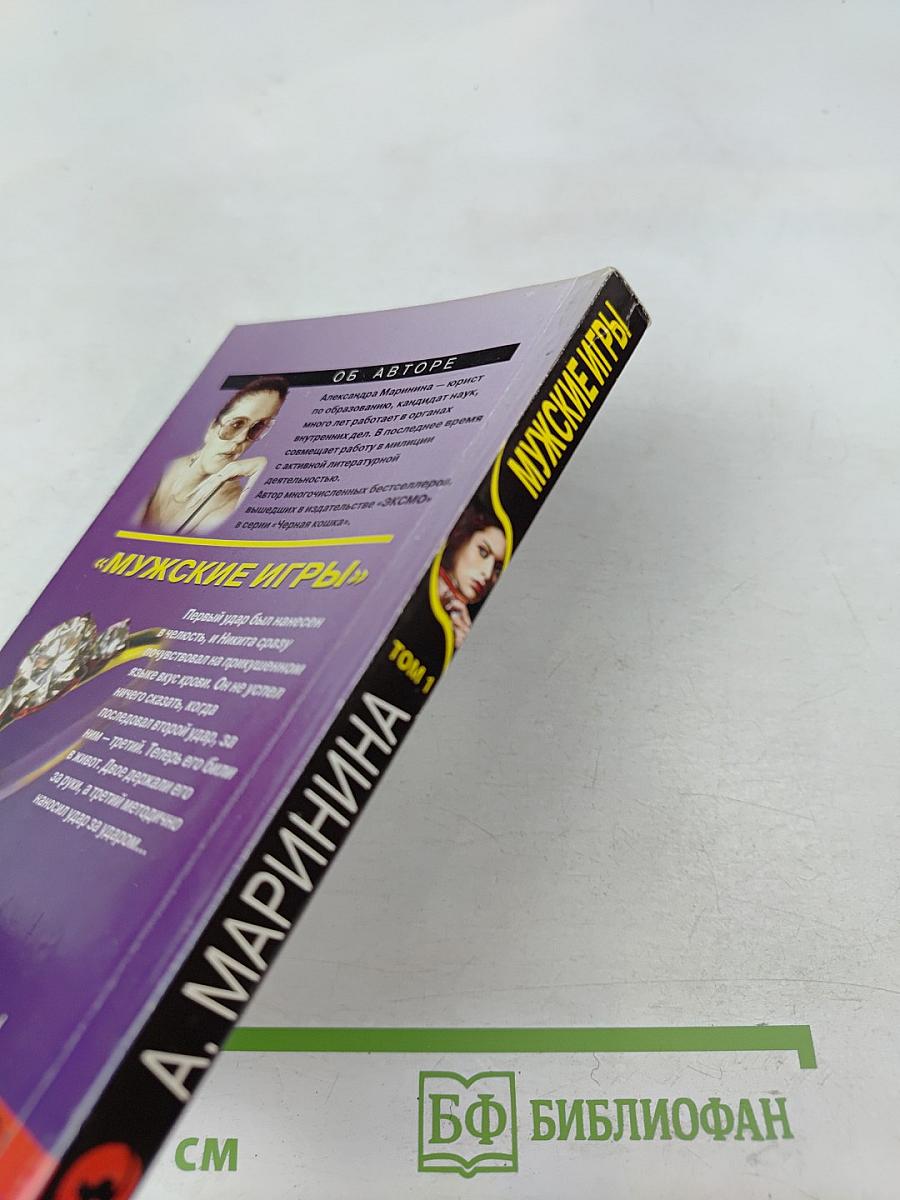 ОБ АВТОРЕ
Александра Маринина — юрист
по образованию, кандидат наук,
много лет работает в органах
внутренних дел. В последнее время
совмещает работу в милиции
с активной литературной
деятельностью.
Автор многочисленных бестселлеров,
вышедших в издательстве «ЭКСМО»
в серии «Черная кошка».
«МУЖСКИЕ ИГРЫ»
Первый удар был нанесен
в челюсть, и Никита сразу
почувствовал на прикушенном
языке вкус крови. Он не успел
ничего сказать, когда
последовал второй удар, за
ним — третий. Теперь его били
в живот. Двое держали его
за руки, а третий методично
наносил удар за ударом...
А. МАРИНИНА
ТОМ 1
МУЖСКИЕ ИГРЫ
СМ
БФ БИБЛИОФАН